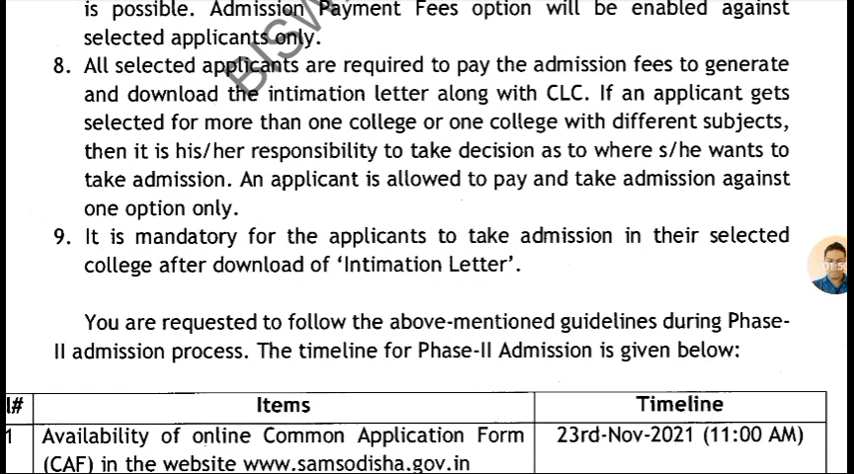 is possible. Admission Payment Fees option will be enabled against
selected applicants only.
8. All selected applicants are required to pay the admission fees to generate
and download the intimation letter along with CLC. If an applicant gets
selected for more than one college or one college with different subjects,
then it is his/her responsibility to take decision as to where s/he wants to
take admission. An applicant is allowed to pay and take admission against
one option only.
9. It is mandatory for the applicants to take admission in their selected
college after download of ‘Intimation Letter’.
You are requested to follow the above-mentioned guidelines during Phase-
II admission process. The timeline for Phase-II Admission is given below:
l# Items Timeline
1 Availability of online Common Application Form 23rd-Nov-2021 (11:00 AM)
(CAF) in the website www.samsodisha.gov.in